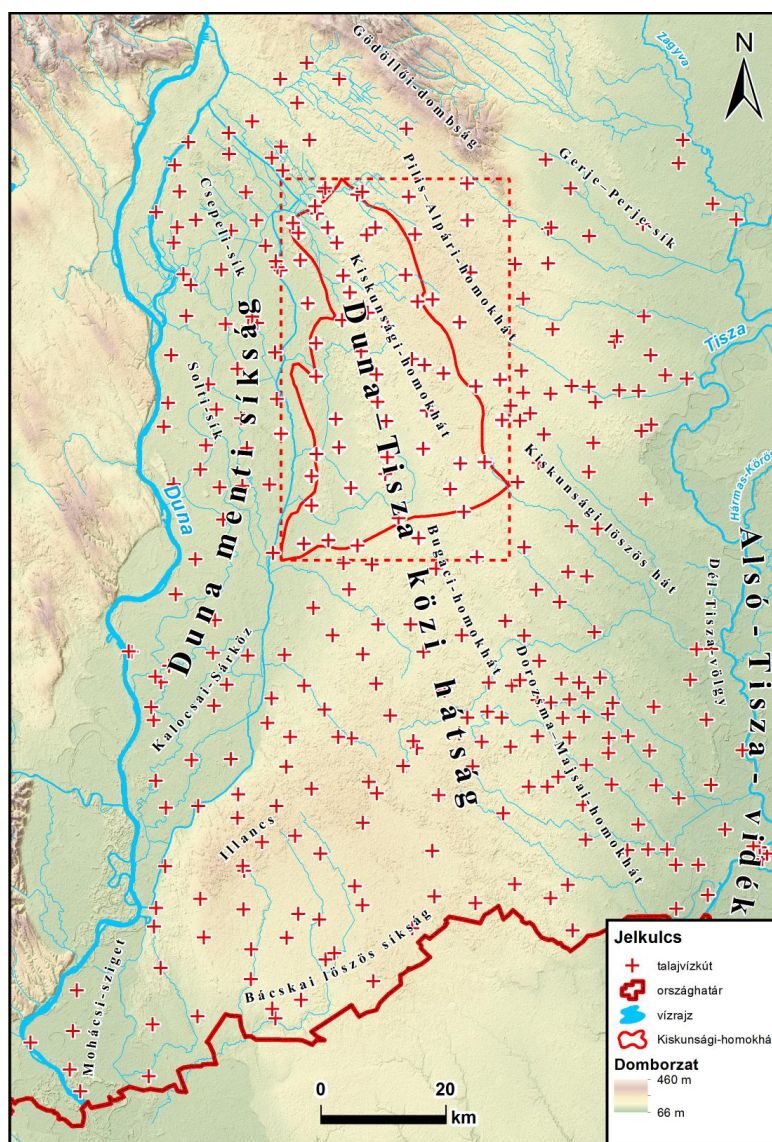 Zagyva
N
Gödöllői-dombság
Gerje-Perje-sík
Pilis-Alpári-homokhát
Csepeli-sík
Kiskunsági-homokhát
Duna menti síkság
Duna–Tisza közi hátság
Tisza
Solti-sík
Kiskunsági löszös hát
Hármas-Körös
Duna
Bugaci-homokhát
Alsó-Tisza-vidék
Dél-Tisza-völgy
Dorozsma–Majsai-homokhát
Kalocsai-Sárköz
Illancs
Bácskai löszös síkság
Mohácsi-sziget
Jelkulcs
talajvízkút
országhatár
vízrajz
Kiskunsági-homokhá
Domborzat
460 m
66 m
0 20
km